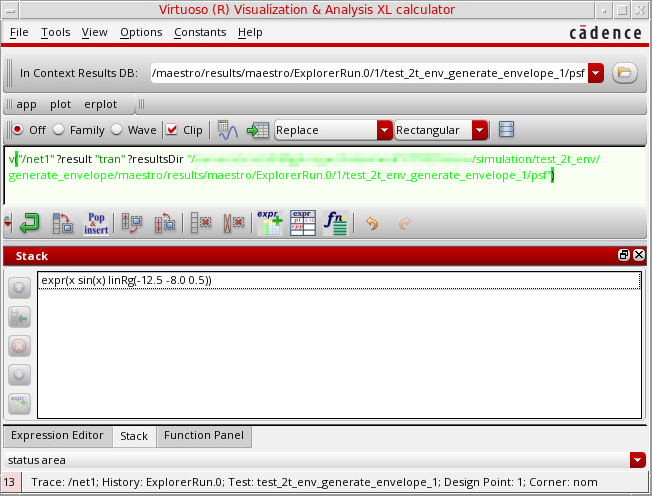 Virtuoso (R) Visualization & Analysis XL calculator
File Tools View Options Constants Help
cādence
In Context Results DB: /maestro/results/maestro/ExplorerRun.0/1/test_2t_env_generate_envelope_1/psf
app plot erplot
Off Family Wave Clip Replace Rectangular
v("/net1" ?result "tran" ?resultsDir "/ /simulation/test_2t_env/
generate_envelope/maestro/results/maestro/ExplorerRun.0/1/test_2t_env_generate_envelope_1/psf")
Pop
& insert
expr
expr
fn
Stack
expr(x sin(x) linRg(-12.5 -8.0 0.5))
expr
Expression Editor Stack Function Panel
status area
13 Trace: /net1; History: ExplorerRun.0; Test: test_2t_env_generate_envelope_1; Design Point: 1; Corner: nom